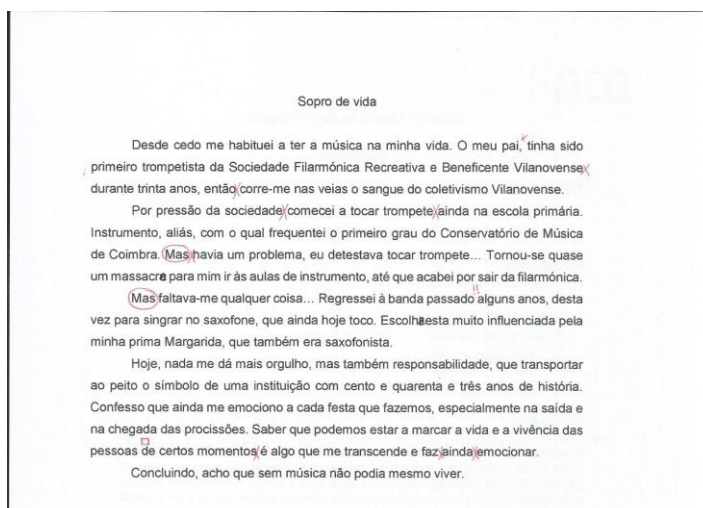 Sopro de vida
Desde cedo me habituei a ter a música na minha vida. O meu pai, tinha sido
primeiro trompetista da Sociedade Filarmónica Recreativa e Beneficente Vilanovense
durante trinta anos, então corre-me nas veias o sangue do coletivismo Vilanovense.
Por pressão da sociedade comecei a tocar trompete ainda na escola primária.
Instrumento, aliás, com o qual frequentei o primeiro grau do Conservatório de Música
de Coimbra. Mas havia um problema, eu detestava tocar trompete... Tornou-se quase
um massacre para mim ir às aulas de instrumento, até que acabei por sair da filarmónica.
Mas faltava-me qualquer coisa... Regressei à banda passado alguns anos, desta
vez para singrar no saxofone, que ainda hoje toco. Escolha esta muito influenciada pela
minha prima Margarida, que também era saxofonista.
Hoje, nada me dá mais orgulho, mas também responsabilidade, que transportar
ao peito o símbolo de uma instituição com cento e quarenta e três anos de história.
Confesso que ainda me emociono a cada festa que fazemos, especialmente na saída e
na chegada das procissões. Saber que podemos estar a marcar a vida e a vivência das
pessoas de certos momentos é algo que me transcende e faz ainda emocionar.
Concluindo, acho que sem música não podia mesmo viver.